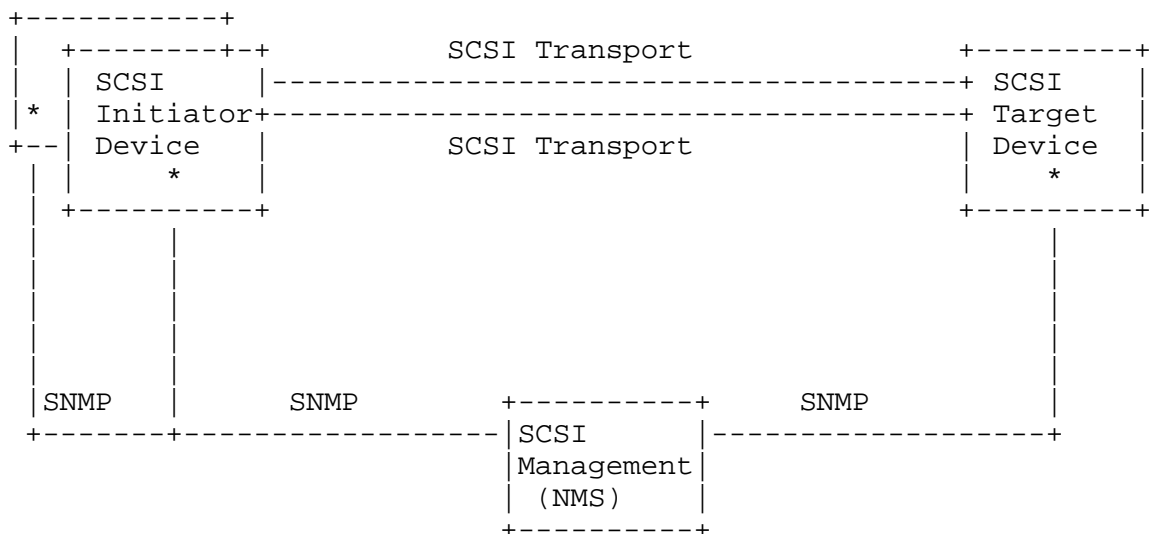 SCSI Transport
SCSI SCSI
* Initiator Target
Device SCSI Transport Device
* *
SNMP SNMP SNMP
SCSI
Management
(NMS)